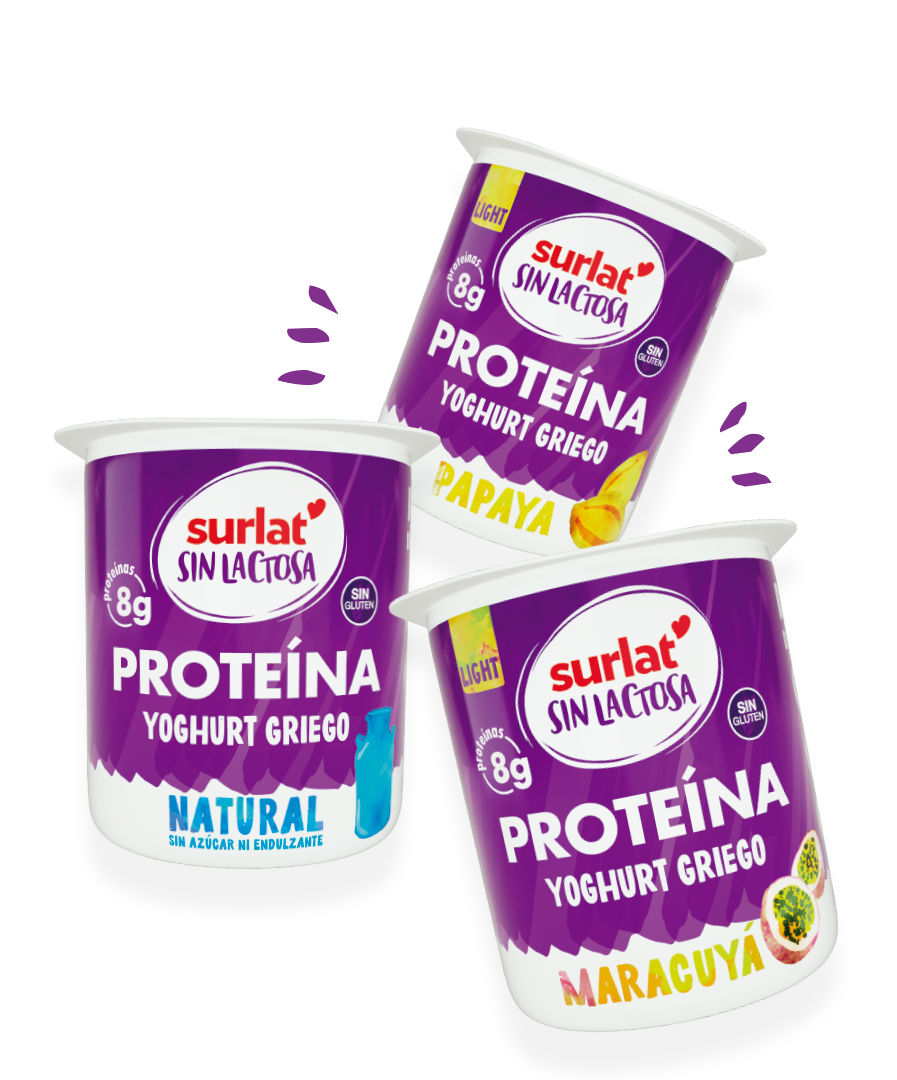 LIGHT
surlat
SIN LACTOSA
proteínas
8g
SIN
GLUTEN
PROTEÍNA
YOGHURT GRIEGO
PAPAYA
surlat
SIN LACTOSA
proteínas
8g
SIN
GLUTEN
PROTEÍNA
YOGHURT GRIEGO
NATURAL
SIN AZÚCAR NI ENDULZANTE
LIGHT
surlat
SIN LACTOSA
proteínas
8g
SIN
GLUTEN
PROTEÍNA
YOGHURT GRIEGO
MARACUYÁ